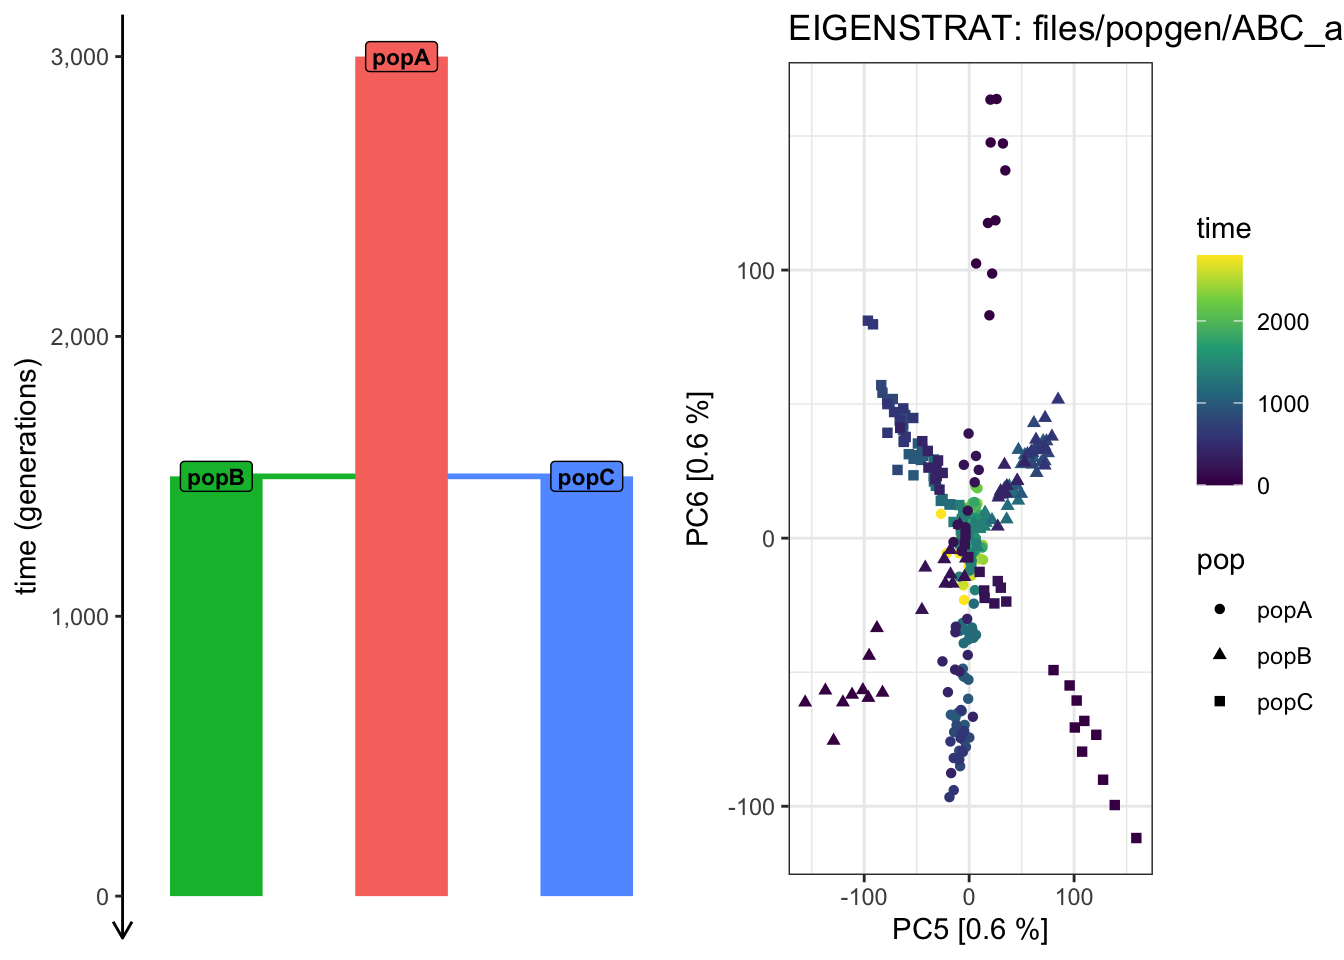 time (generations)
3,000
2,000
1,000
0
popA
popB
popC
EIGENSTRAT: files/popgen/ABC_a
PC6 [0.6 %]
100
0
-100
-100
0
100
PC5 [0.6 %]
time
2000
1000
0
pop
popA
popB
popC